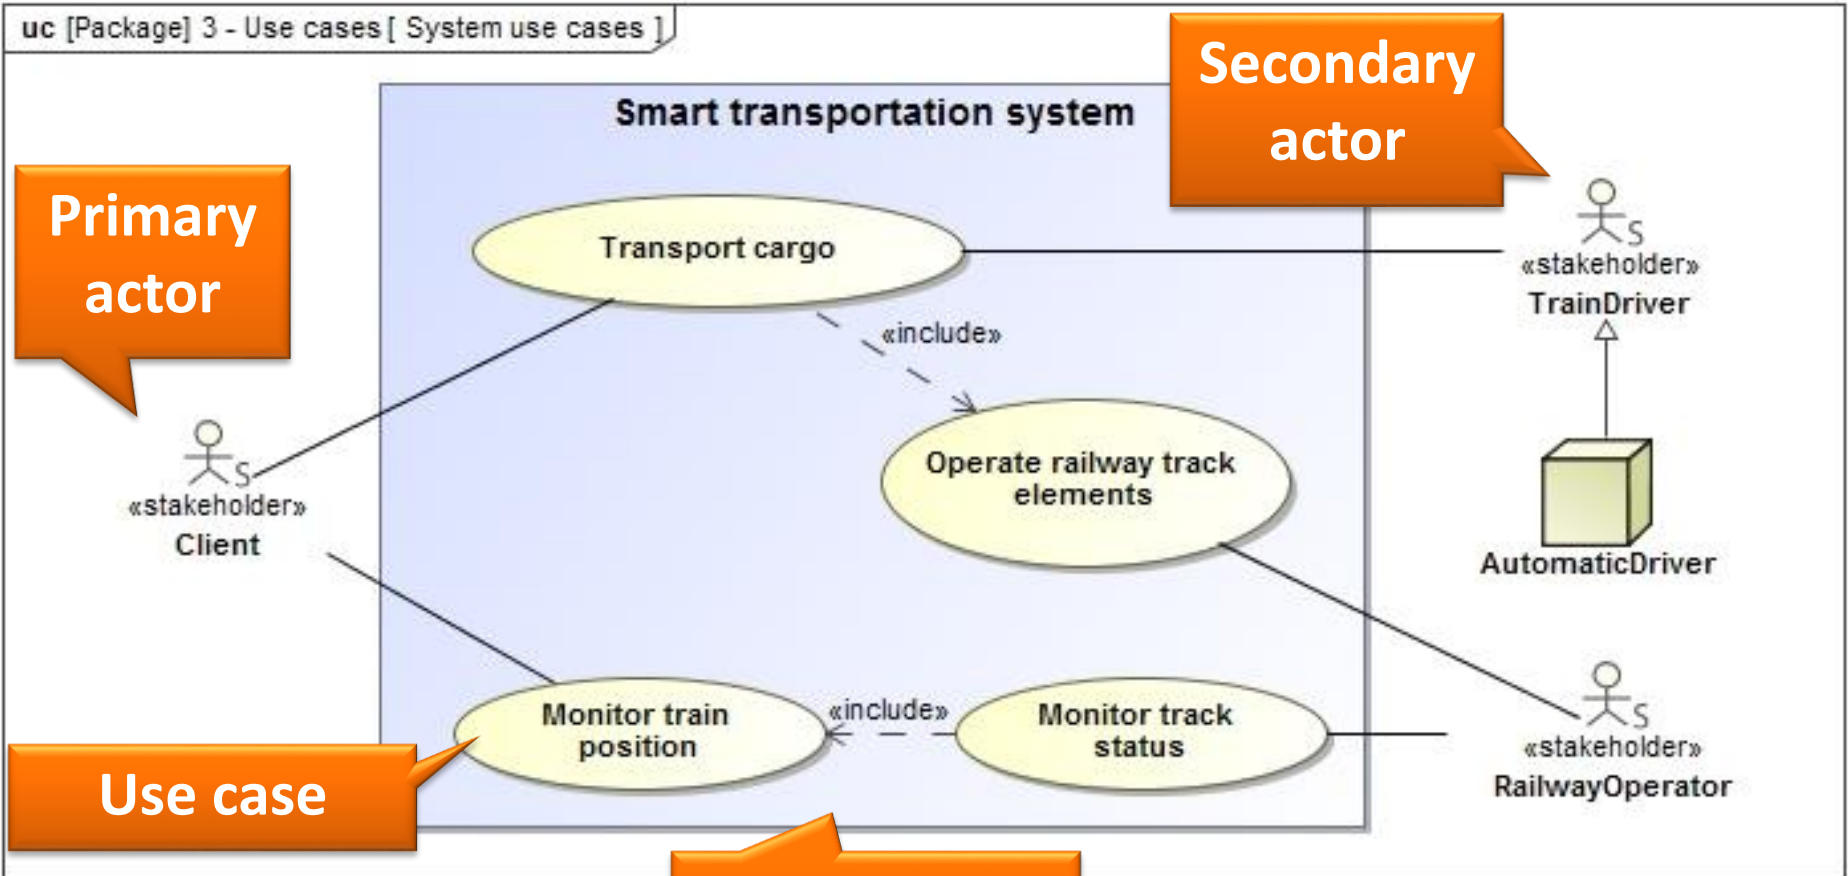 uc [Package] 3 - Use cases [ System use cases ]
Secondary
actor
Smart transportation system
Primary
actor
Transport cargo
«stakeholder»
TrainDriver
«include»
Operate railway track
elements
«stakeholder»
Client
AutomaticDriver
Monitor train
position
«include»
Monitor track
status
«stakeholder»
RailwayOperator
Use case
S
S
S